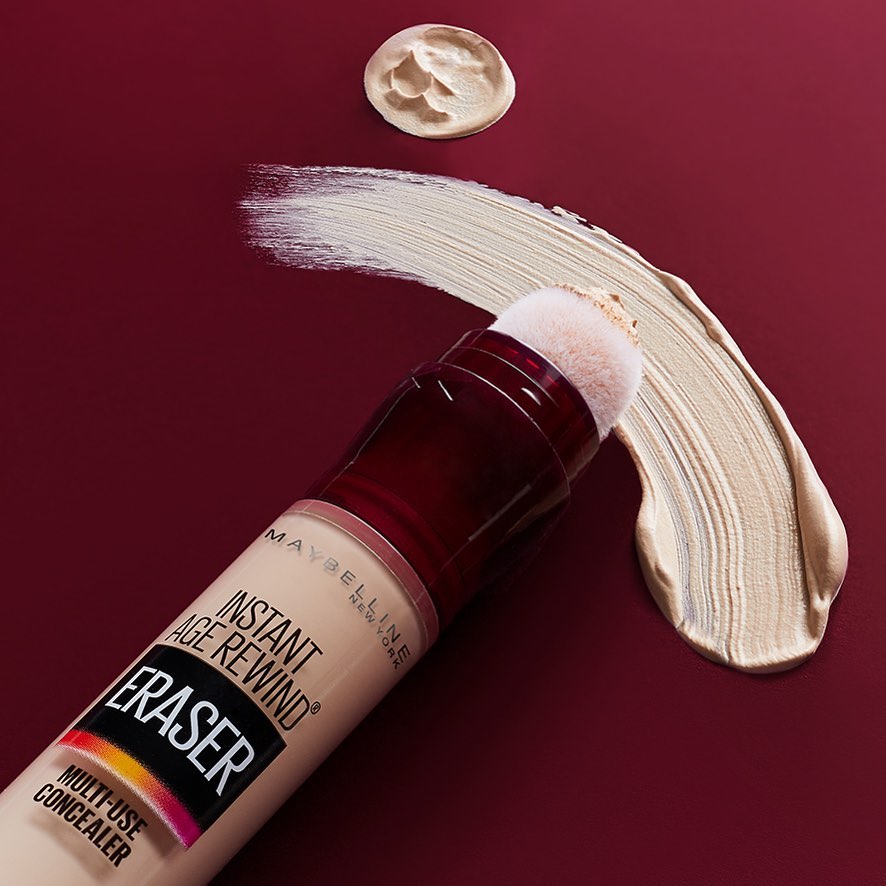 MAYBELLINE
NEW YORK
INSTANT
AGE REWIND®
ERASER
MULTI-USE
CONCEALER